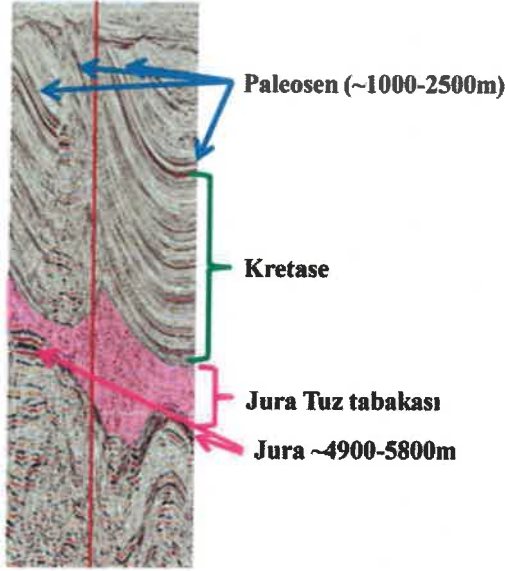 Paleosen (~1000-2500m)
Kretase
Jura Tuz tabakası
Jura ~4900-5800m